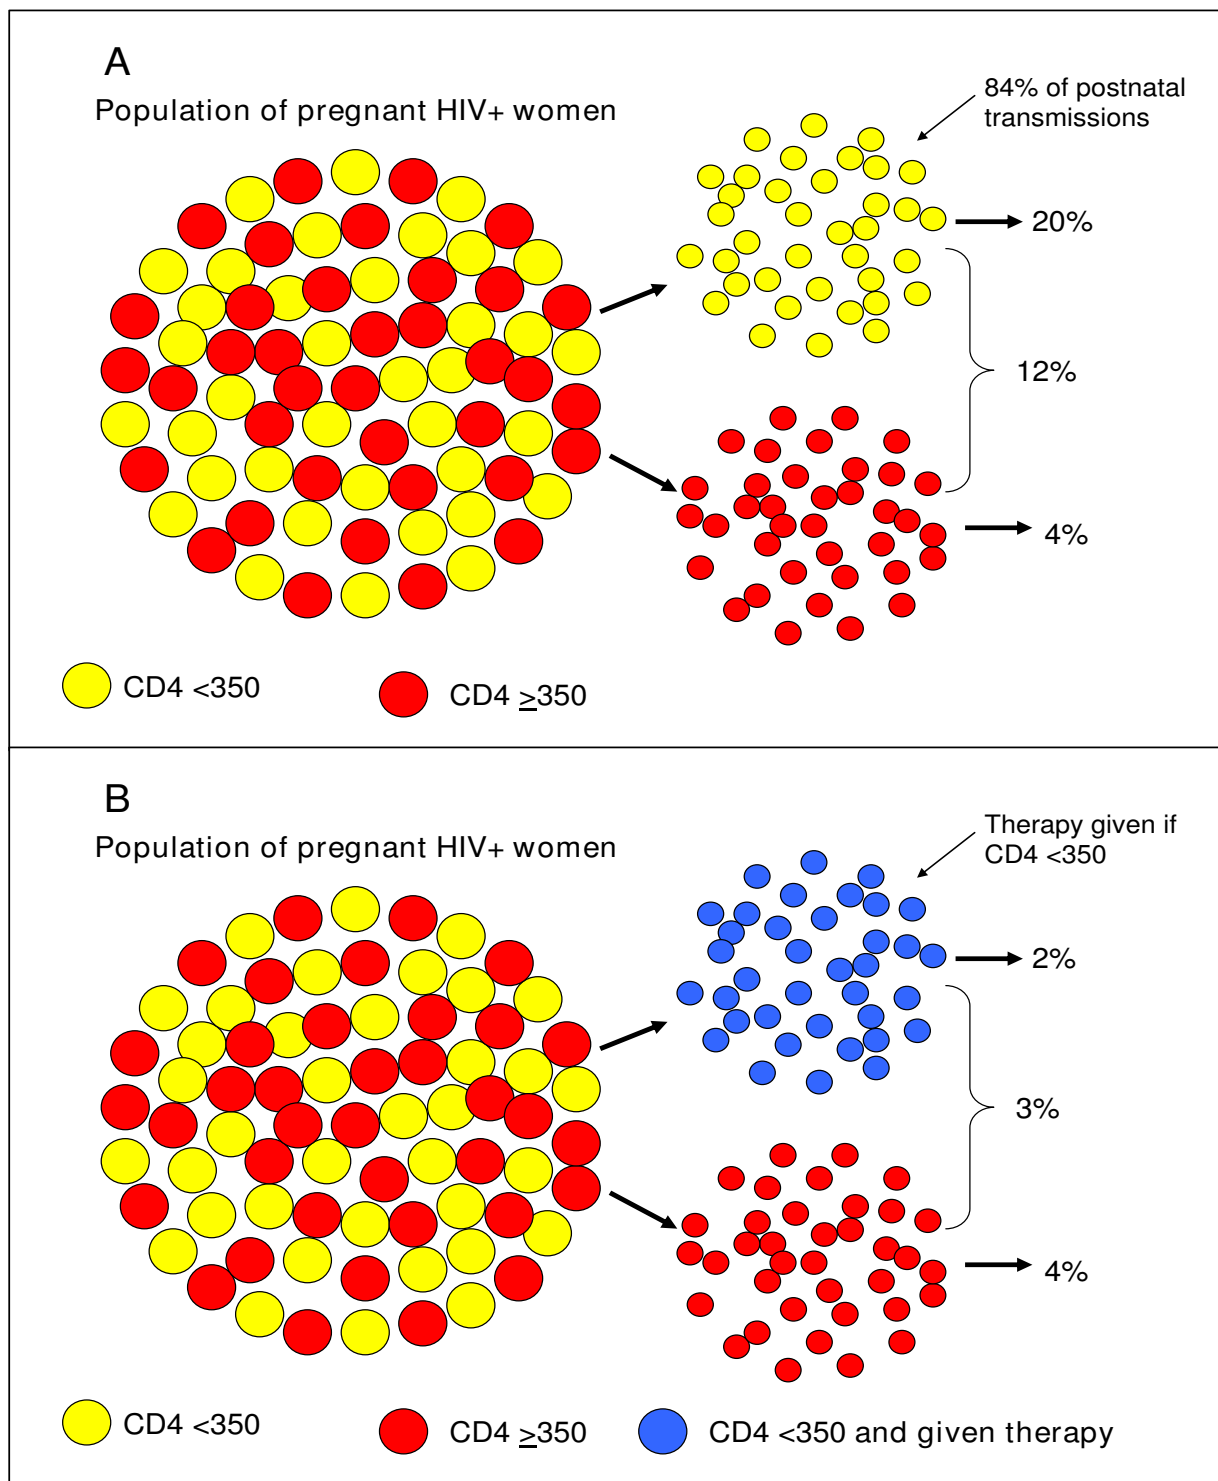 A
Population of pregnant HIV+ women
84% of postnatal
transmissions
20%
12%
4%
CD4 <350
CD4 ≥350
B
Population of pregnant HIV+ women
Therapy given if
CD4 <350
2%
3%
4%
CD4 <350
CD4 ≥350
CD4 <350 and given therapy